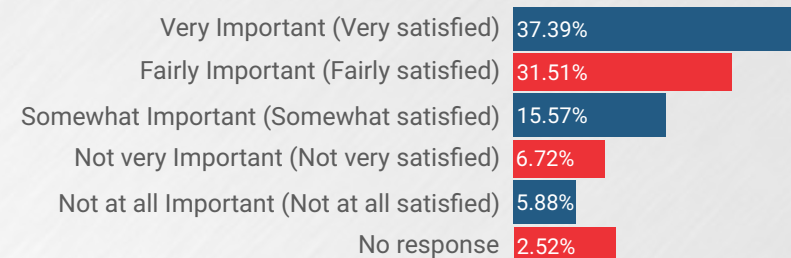 Very Important (Very satisfied) 37.39%
Fairly Important (Fairly satisfied) 31.51%
Somewhat Important (Somewhat satisfied) 15.57%
Not very Important (Not very satisfied) 6.72%
Not at all Important (Not at all satisfied) 5.88%
No response 2.52%